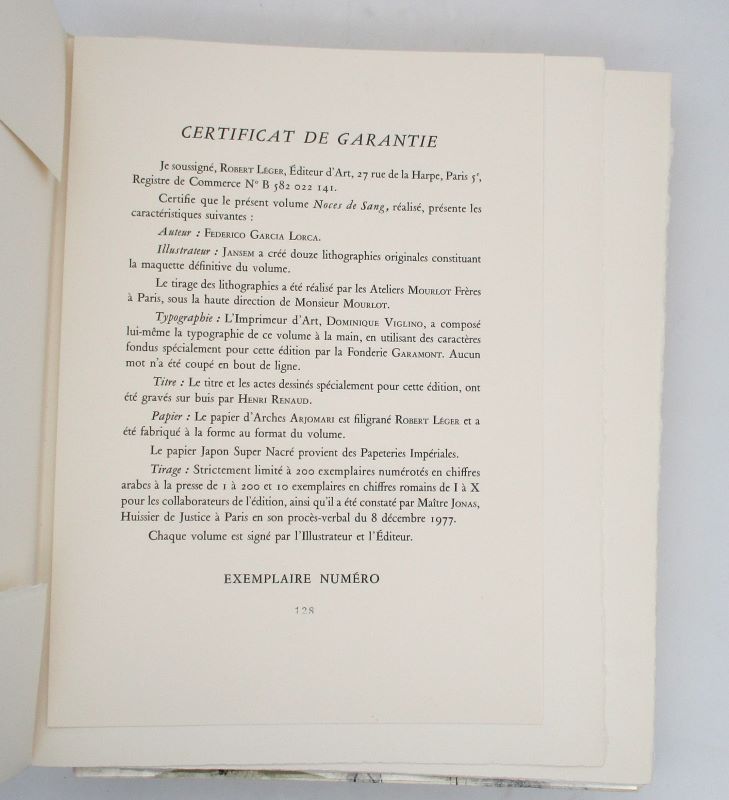 CERTIFICAT DE GARANTIE
Je soussigné, ROBERT LÉGER, Éditeur d'Art, 27 rue de la Harpe, Paris 5ᵉ,
Registre de Commerce Nº B 582 022 141.
Certifie que le présent volume Noces de Sang, réalisé, présente les
caractéristiques suivantes :
Auteur : FEDERICO GARCIA LORCA.
Illustrateur : JANSEM a créé douze lithographies originales constituant
la maquette définitive du volume.
Le tirage des lithographies a été réalisé par les Ateliers MOURLOT Frères
à Paris, sous la haute direction de Monsieur MOURLOT.
Typographie : L'Imprimeur d'Art, DOMINIQUE VIGLINO, a composé
lui-même la typographie de ce volume à la main, en utilisant des caractères
fondus spécialement pour cette édition par la Fonderie GARAMONT. Aucun
mot n'a été coupé en bout de ligne.
Titre : Le titre et les actes dessinés spécialement pour cette édition, ont
été gravés sur buis par HENRI RENAUD.
Papier : Le papier d'Arches ARJOMARI est filigrané ROBERT LÉGER et a
été fabriqué à la forme au format du volume.
Le papier Japon Super Nacré provient des Papeteries Impériales.
Tirage : Strictement limité à 200 exemplaires numérotés en chiffres
arabes à la presse de 1 à 200 et 10 exemplaires en chiffres romains de I à X
pour les collaborateurs de l'édition, ainsi qu'il a été constaté par Maître JONAS,
Huissier de Justice à Paris en son procès-verbal du 8 décembre 1977.
Chaque volume est signé par l'Illustrateur et l'Éditeur.
EXEMPLAIRE NUMÉRO
128